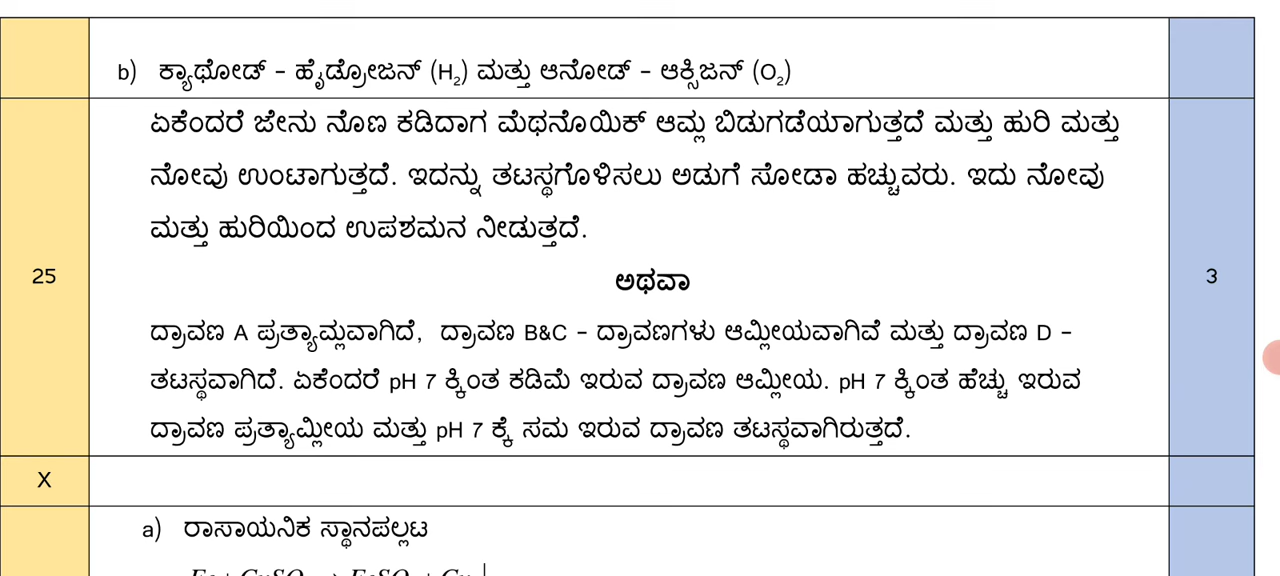 b) ಕ್ಯಾಥೋಡ್ – ಹೈಡ್ರೋಜನ್ (H₂) ಮತ್ತು ಆನೋಡ್ – ಆಕ್ಸಿಜನ್ (O₂)
ಏಕೆಂದರೆ ಜೇನು ನೊಣ ಕಡಿದಾಗ ಮೆಥನೊಯಿಕ್ ಆಮ್ಲ ಬಿಡುಗಡೆಯಾಗುತ್ತದೆ ಮತ್ತು ಹುರಿ ಮತ್ತು
ನೋವು ಉಂಟಾಗುತ್ತದೆ. ಇದನ್ನು ತಟಸ್ಥಗೊಳಿಸಲು ಅಡುಗೆ ಸೋಡಾ ಹಚ್ಚುವರು. ಇದು ನೋವು
ಮತ್ತು ಹುರಿಯಿಂದ ಉಪಶಮನ ನೀಡುತ್ತದೆ.
25
ಅಥವಾ
3
ದ್ರಾವಣ A ಪ್ರತ್ಯಾಮ್ಲವಾಗಿದೆ, ದ್ರಾವಣ B&C – ದ್ರಾವಣಗಳು ಆಮ್ಲೀಯವಾಗಿವೆ ಮತ್ತು ದ್ರಾವಣ D –
ತಟಸ್ಥವಾಗಿದೆ. ಏಕೆಂದರೆ pH 7 ಕ್ಕಿಂತ ಕಡಿಮೆ ಇರುವ ದ್ರಾವಣ ಆಮ್ಲೀಯ. pH 7 ಕ್ಕಿಂತ ಹೆಚ್ಚು ಇರುವ
ದ್ರಾವಣ ಪ್ರತ್ಯಾಮ್ಲೀಯ ಮತ್ತು pH 7 ಕ್ಕೆ ಸಮ ಇರುವ ದ್ರಾವಣ ತಟಸ್ಥವಾಗಿರುತ್ತದೆ.
X
a) ರಾಸಾಯನಿಕ ಸ್ಥಾನಪಲ್ಲಟ